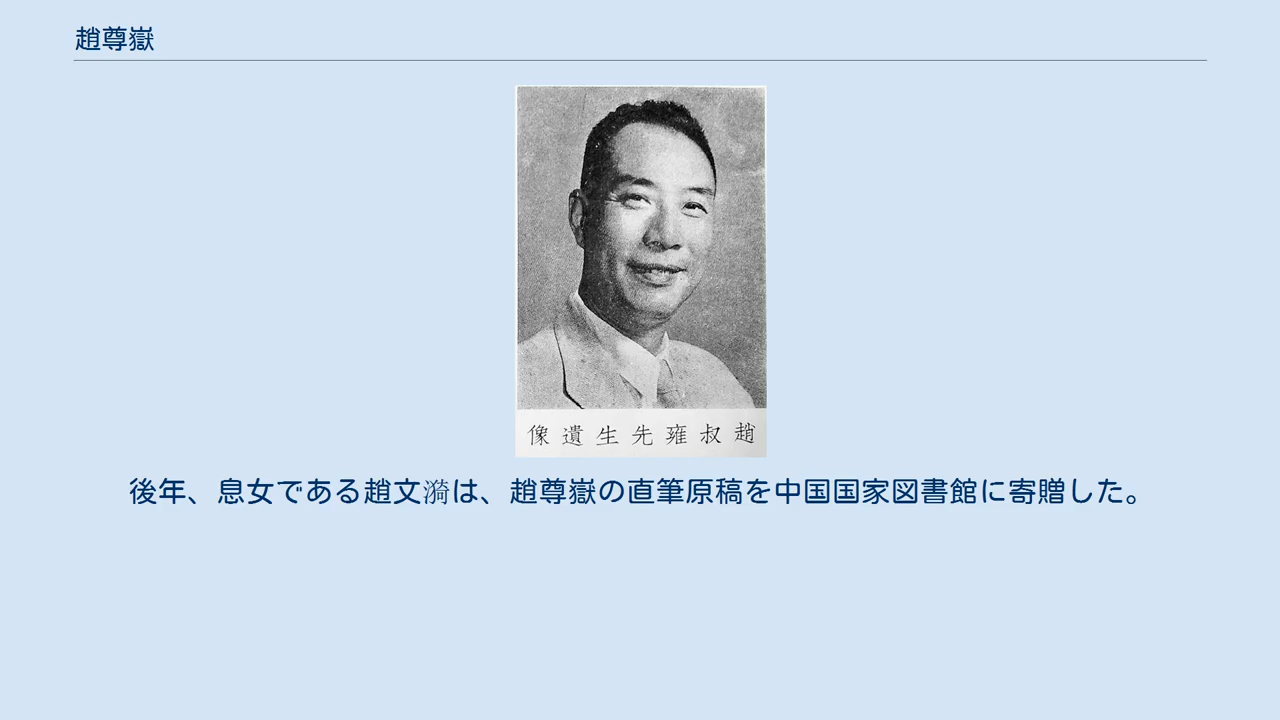 趙尊嶽
趙叔雍先生遺像
後年、息女である趙文漪は、趙尊嶽の直筆原稿を中国国家図書館に寄贈した。